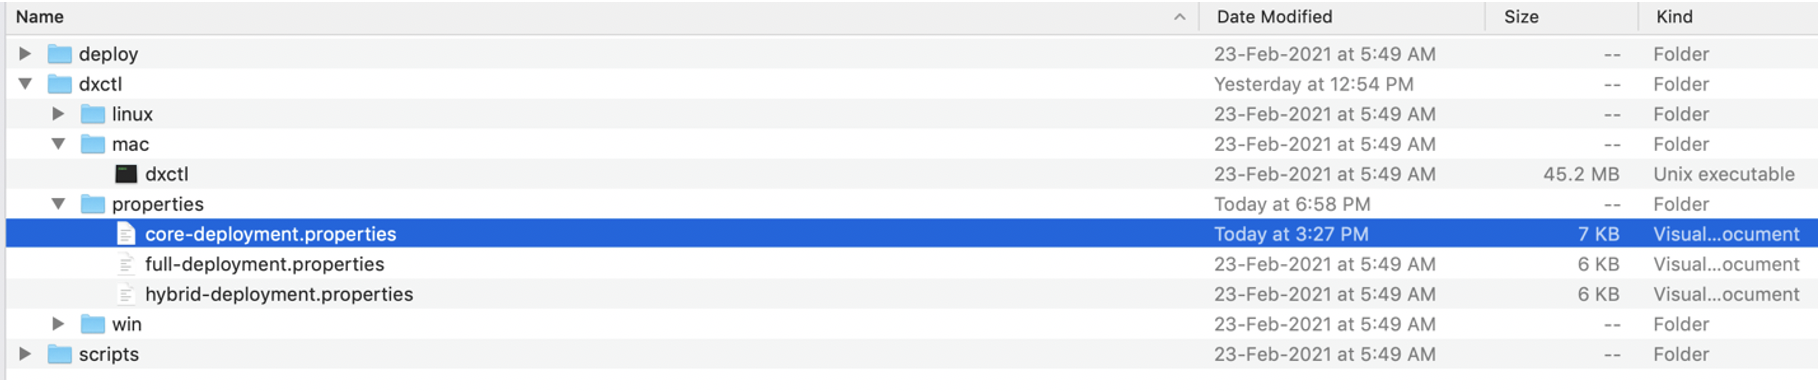 Name Date Modified Size Kind
deploy 23-Feb-2021 at 5:49 AM -- Folder
dxctl Yesterday at 12:54 PM -- Folder
linux 23-Feb-2021 at 5:49 AM -- Folder
mac 23-Feb-2021 at 5:49 AM -- Folder
dxctl 23-Feb-2021 at 5:49 AM 45.2 MB Unix executable
properties Today at 6:58 PM -- Folder
core-deployment.properties Today at 3:27 PM 7 KB Visual...ocument
full-deployment.properties 23-Feb-2021 at 5:49 AM 6 KB Visual...ocument
hybrid-deployment.properties 23-Feb-2021 at 5:49 AM 6 KB Visual...ocument
win 23-Feb-2021 at 5:49 AM -- Folder
scripts 23-Feb-2021 at 5:49 AM -- Folder